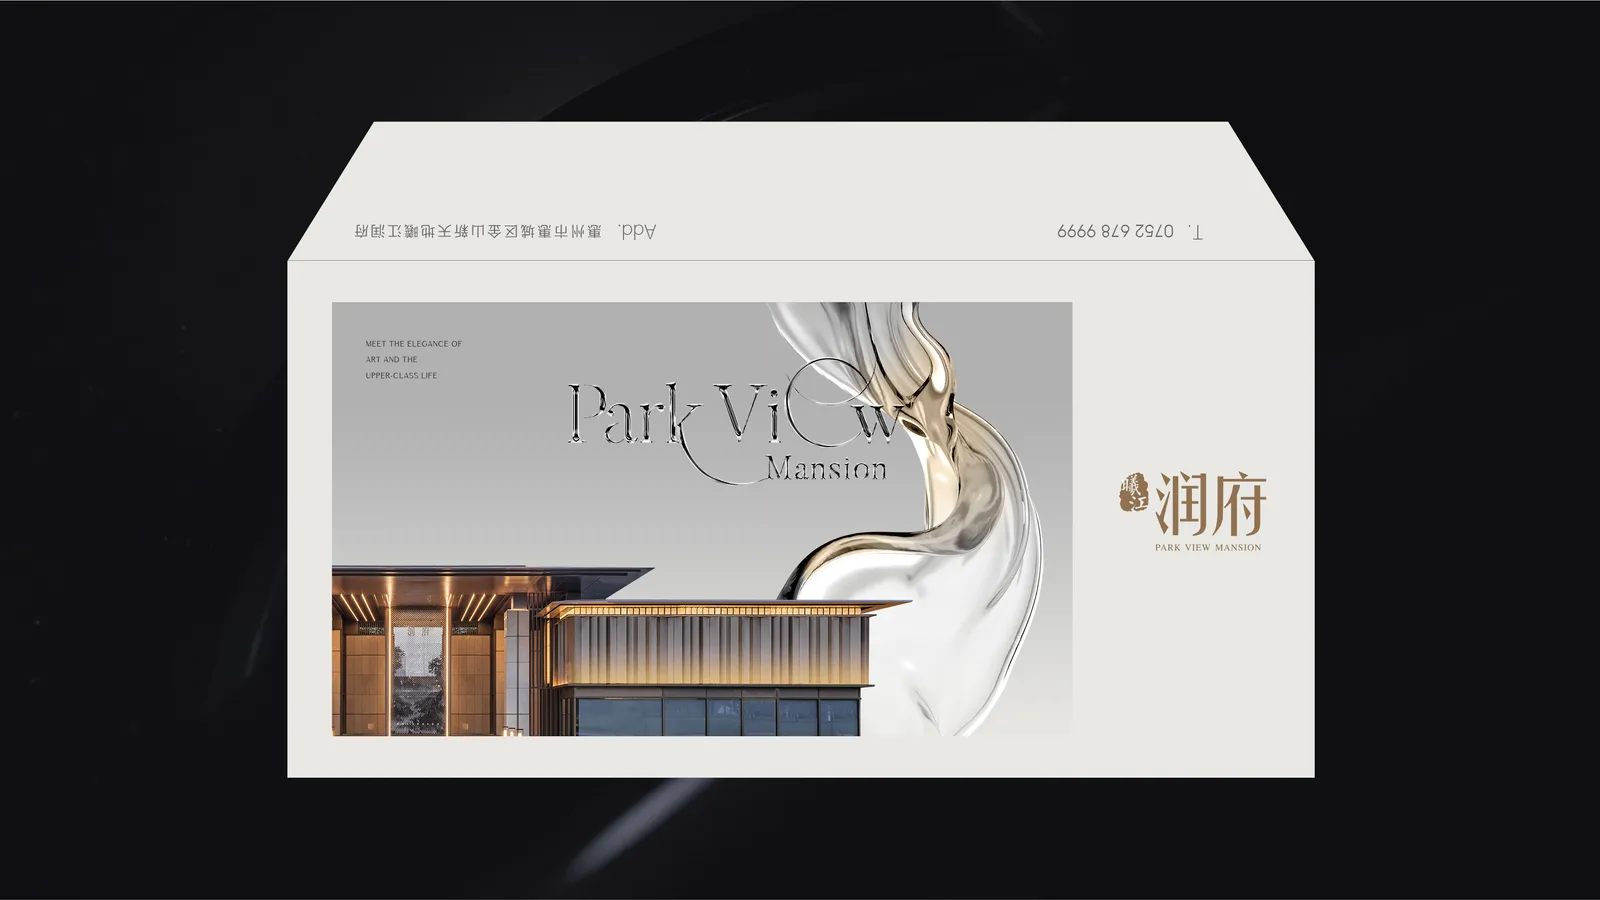 Add. 惠州市惠城区金山新天地曦江润府
T. 0752 678 9999
MEET THE ELEGANCE OF
ART AND THE
UPPER-CLASS LIFE
Park View
Mansion
曦江
润府
PARK VIEW MANSION